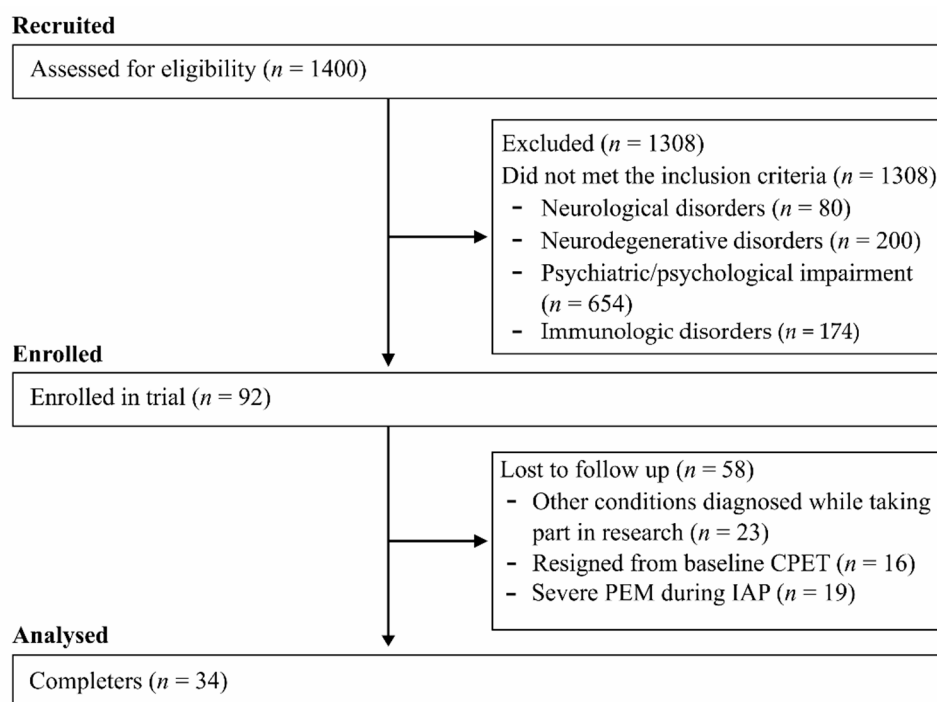 Recruited
Assessed for eligibility (n = 1400)
Excluded (n = 1308)
Did not met the inclusion criteria (n = 1308)
- Neurological disorders (n = 80)
- Neurodegenerative disorders (n = 200)
- Psychiatric/psychological impairment
(n = 654)
- Immunologic disorders (n = 174)
Enrolled
Enrolled in trial (n = 92)
Lost to follow up (n = 58)
- Other conditions diagnosed while taking
part in research (n = 23)
- Resigned from baseline CPET (n = 16)
- Severe PEM during IAP (n = 19)
Analysed
Completers (n = 34)